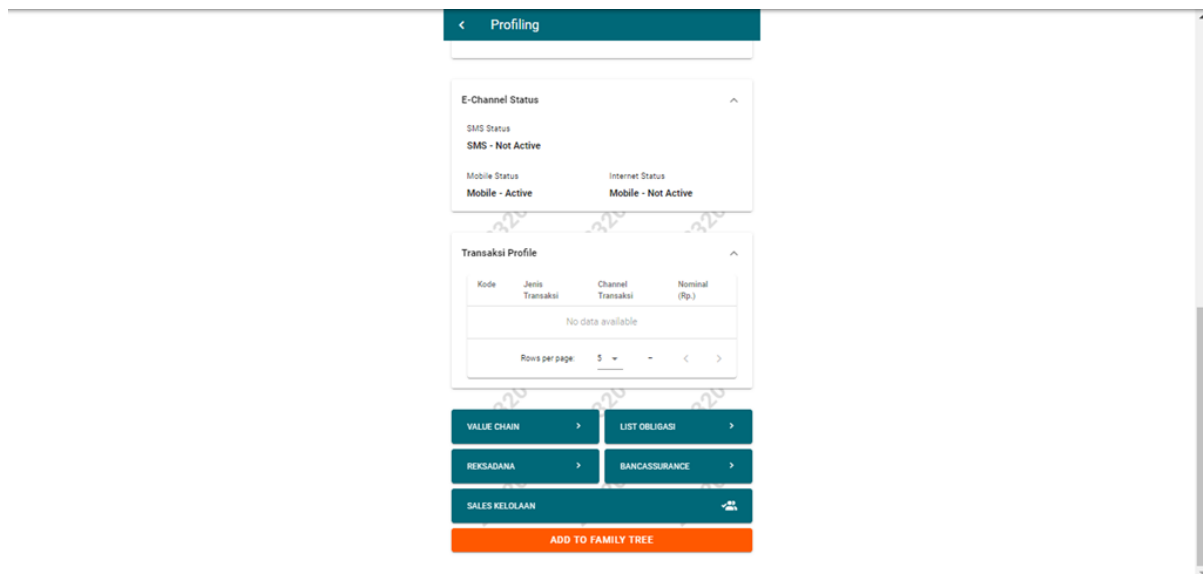 Profiling
E-Channel Status
SMS Status
SMS - Not Active
Mobile Status Internet Status
Mobile - Active Mobile - Not Active
Transaksi Profile
Kode Jenis Channel Nominal
Transaksi Transaksi (Rp.)
No data available
Rows per page: 5 –
VALUE CHAIN LIST OBLIGASI
REKSADANA BANCASSURANCE
SALES KELOLAAN
ADD TO FAMILY TREE